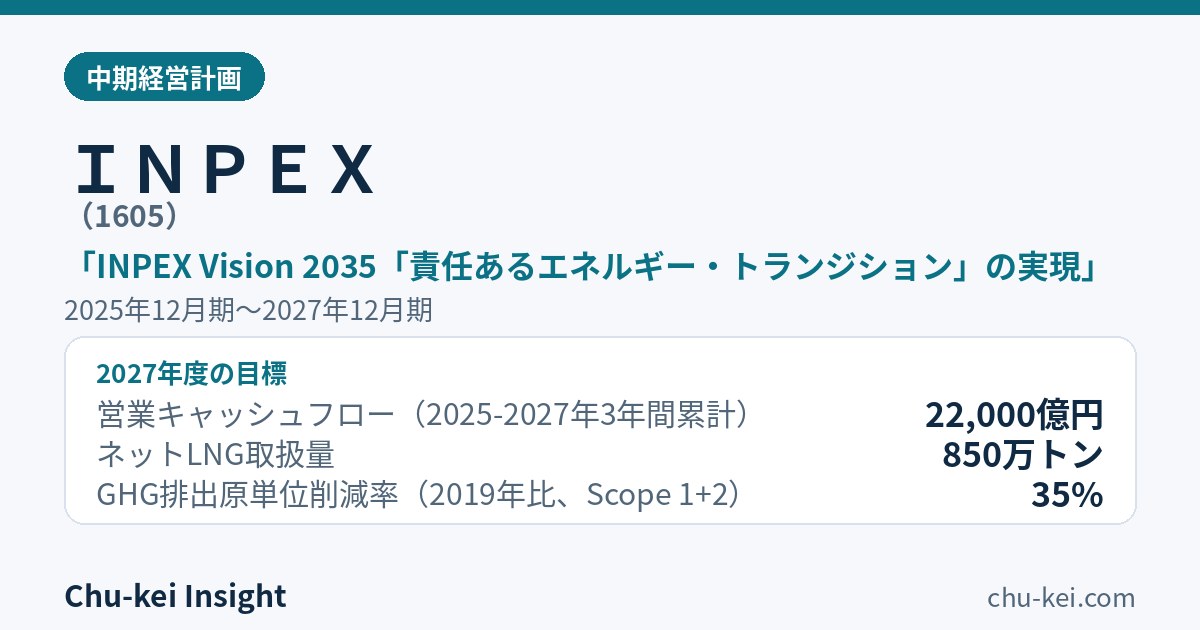 中期経営計画
ＩＮＰＥＸ
（1605）
「INPEX Vision 2035「責任あるエネルギー・トランジション」の実現」
2025年12月期～2027年12月期
2027年度の目標
営業キャッシュフロー（2025-2027年3年間累計） 22,000億円
ネットLNG取扱量 850万トン
GHG排出原単位削減率（2019年比、Scope 1+2） 35%
Chu-kei Insight chu-kei.com